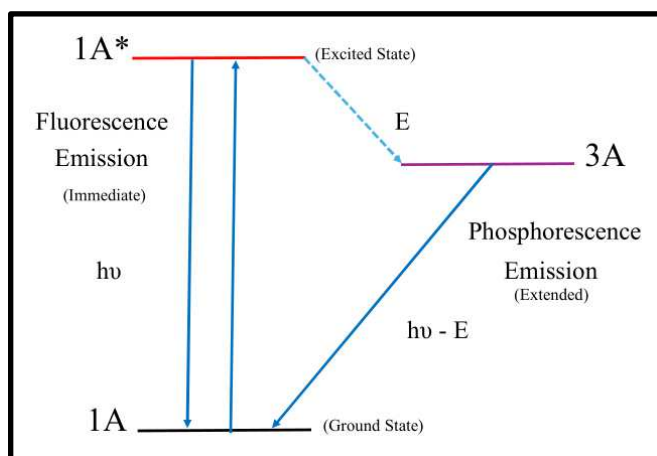 1A*
(Excited State)
Fluorescence
Emission
(Immediate)
hυ
E
3A
Phosphorescence
Emission
(Extended)
hυ - E
1A
(Ground State)